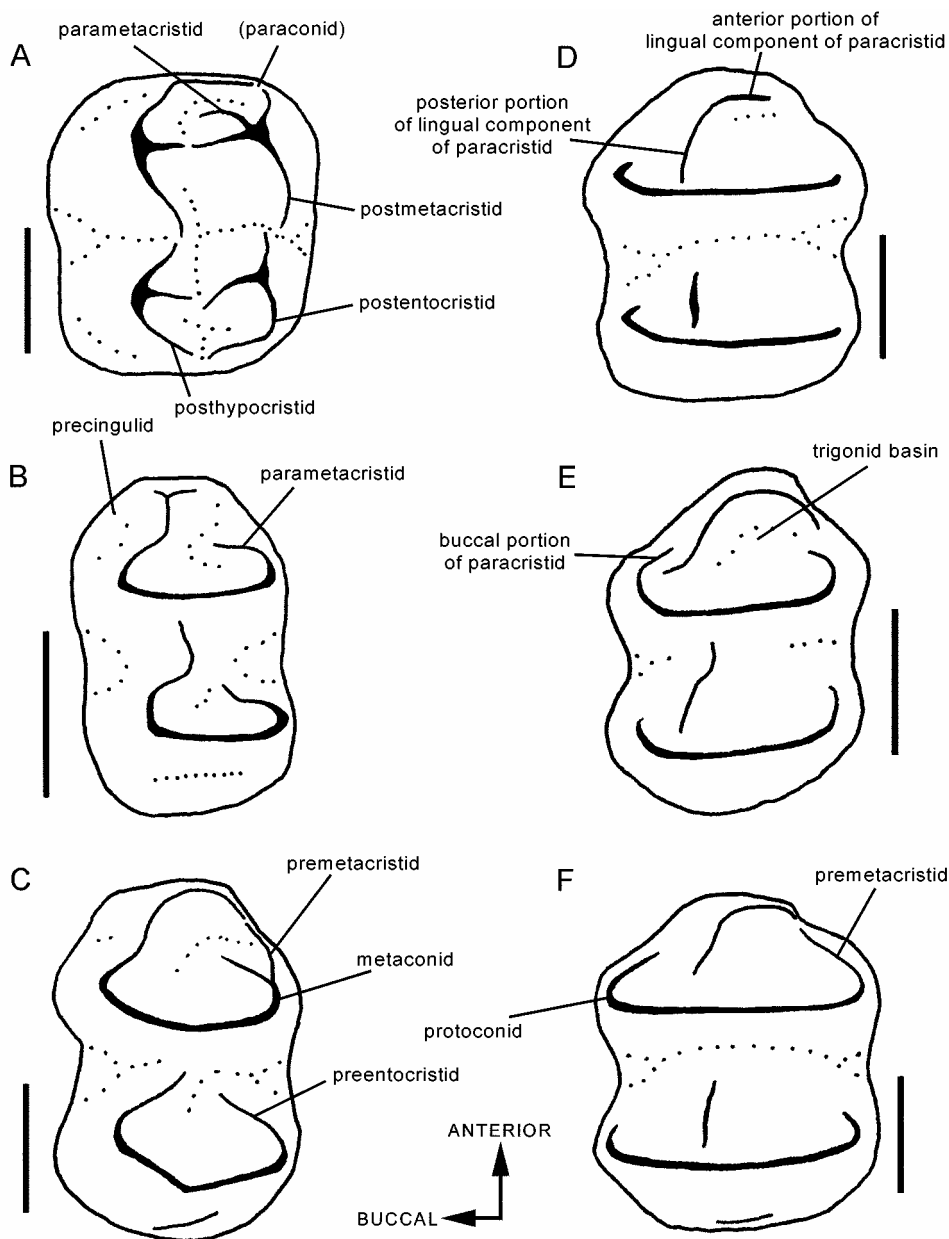 A
parametacristid
(paraconid)
postmetacristid
postentocristid
posthypocristid
D
anterior portion of
lingual component of paracristid
posterior portion
of lingual component
of paracristid
B
precingulid
parametacristid
E
trigonid basin
buccal portion
of paracristid
C
premetacristid
metaconid
preentocristid
F
premetacristid
protoconid
ANTERIOR
BUCCAL